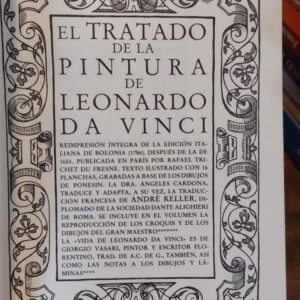 EL TRATADO
DE LA
PINTURA
DE
LEONARDO
DA VINCI
REIMPRESIÓN ÍNTEGRA DE LA EDICIÓN ITA-
LIANA DE BOLONIA (1786), DESPUÉS DE LA DE
1651. PUBLICADA EN PARÍS POR RAFAEL TRI-
CHET DU FRESNE. TEXTO ILUSTRADO CON 16
PLANCHAS, GRABADAS A BASE DE LOS DIBUJOS
DE PONESIN. LA DRA. ÁNGELES CARDONA,
TRADUCE Y ADAPTA, A SU VEZ, LA TRADUC-
CIÓN FRANCESA DE ANDRÉ KELLER, DI-
PLOMADO DE LA SOCIEDAD DANTE ALIGHIERI
DE ROMA. SE INCLUYE EN EL VOLUMEN LA
REPRODUCCIÓN DE LOS CROQUIS Y DE LOS
DIBUJOS DEL GRAN MAESTRO*******
LA «VIDA DE LEONARDO DA VINCI» ES DE
GIORGIO VASARI, PINTOR Y ESCRITOR FLO-
RENTINO, TRAD. DE A.C. DE G., TAMBIÉN, ASÍ
COMO LAS NOTAS A LOS DIBUJOS Y LÁ-
MINAS****